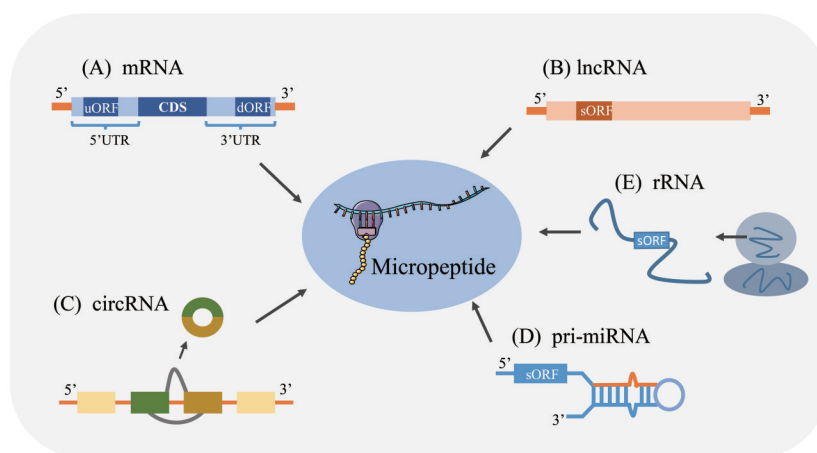 (A) mRNA
5’
3’
uORF
CDS
dORF
5’UTR
3’UTR
(B) lncRNA
5’
3’
sORF
(E) rRNA
sORF
Micropeptide
(C) circRNA
5’
3’
(D) pri-miRNA
5’
sORF
3’